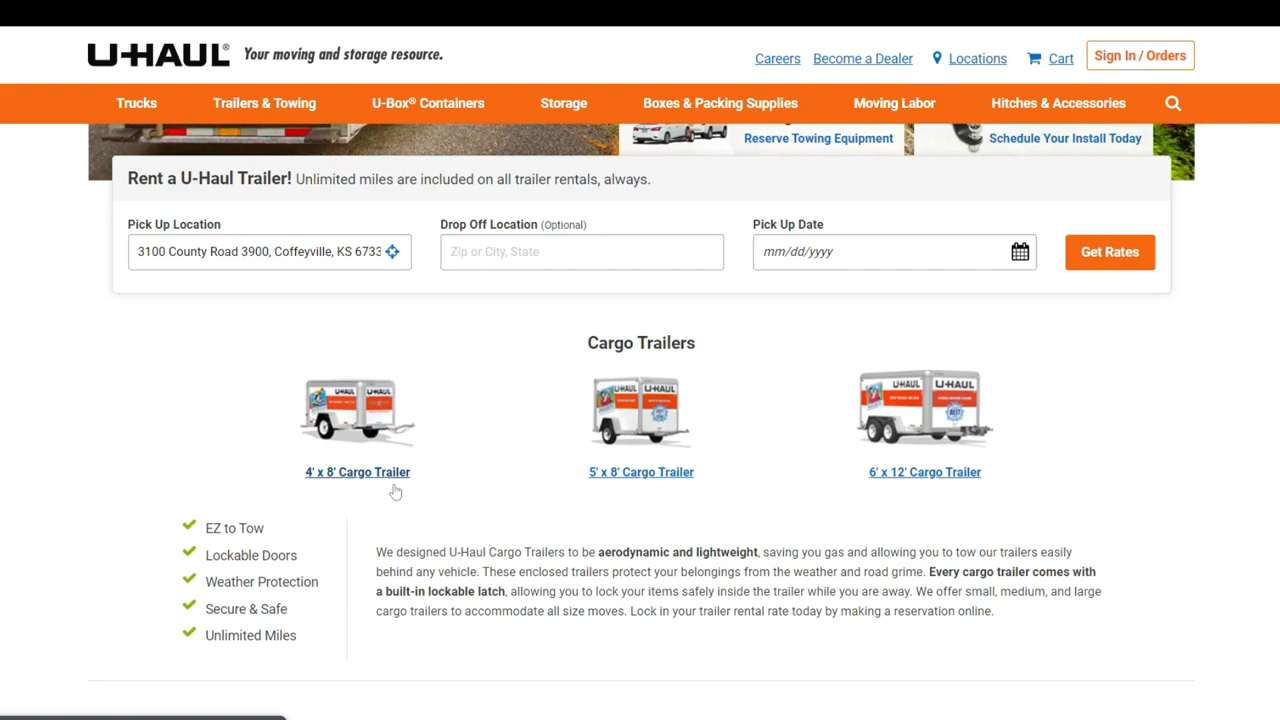 U-HAUL® Your moving and storage resource.
Careers Become a Dealer Locations Cart Sign In / Orders
Trucks Trailers & Towing U-Box® Containers Storage Boxes & Packing Supplies Moving Labor Hitches & Accessories
Reserve Towing Equipment Schedule Your Install Today
Rent a U-Haul Trailer! Unlimited miles are included on all trailer rentals, always.
Pick Up Location Drop Off Location (Optional) Pick Up Date
3100 County Road 3900, Coffeyville, KS 6733 Zip or City, State mm/dd/yyyy Get Rates
Cargo Trailers
U-HAUL U-HAUL U-HAUL U-HAUL U-HAUL U-HAUL
4' x 8' Cargo Trailer 5' x 8' Cargo Trailer 6' x 12' Cargo Trailer
EZ to Tow
Lockable Doors
Weather Protection
Secure & Safe
Unlimited Miles
We designed U-Haul Cargo Trailers to be aerodynamic and lightweight, saving you gas and allowing you to tow our trailers easily
behind any vehicle. These enclosed trailers protect your belongings from the weather and road grime. Every cargo trailer comes with
a built-in lockable latch, allowing you to lock your items safely inside the trailer while you are away. We offer small, medium, and large
cargo trailers to accommodate all size moves. Lock in your trailer rental rate today by making a reservation online.